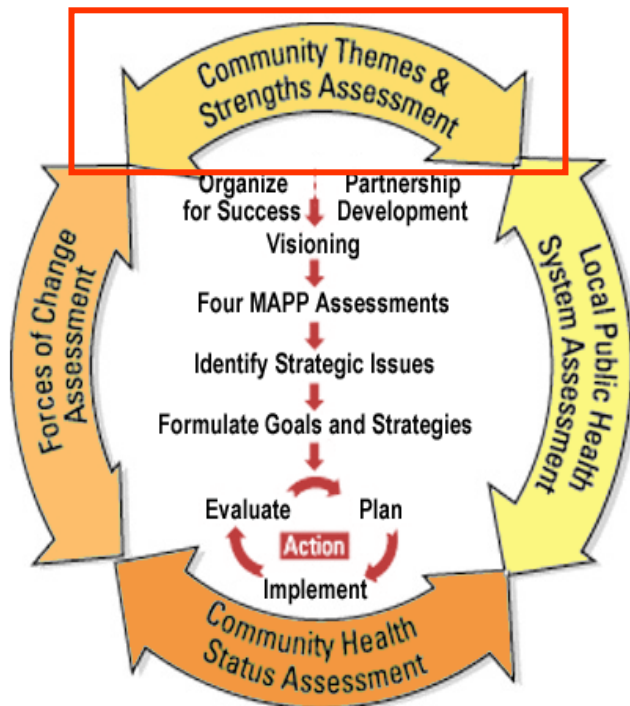 Community Themes &
Strengths Assessment
Organize
for Success
Partnership
Development
Visioning
Four MAPP Assessments
Identify Strategic Issues
Formulate Goals and Strategies
Evaluate
Plan
Action
Implement
Forces of Change
Assessment
Local Public Health
System Assessment
Community Health
Status Assessment